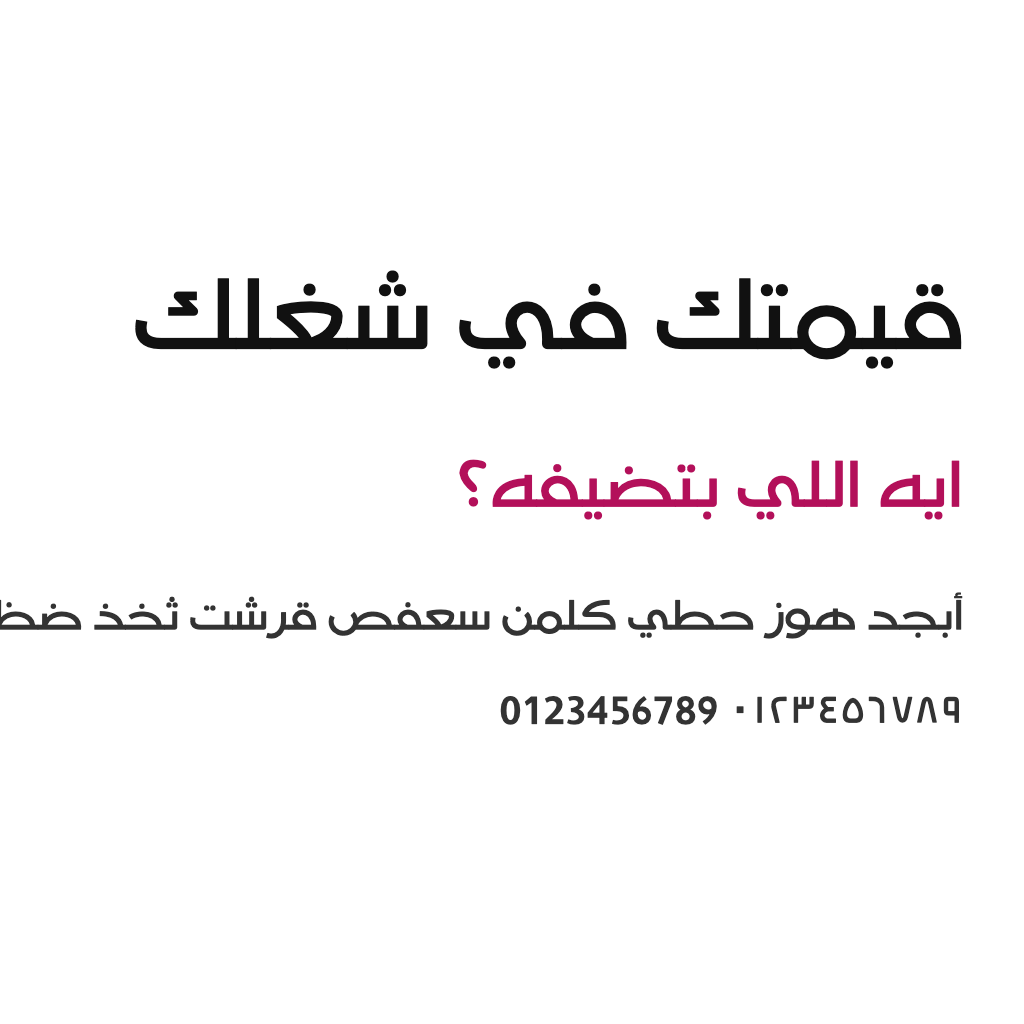 قيمتك في شغلك
ايه اللي بتضيفه؟
أبجد هوز حطي كلمن سعفص قرشت ثخذ
٠١٢٣٤٥٦٧٨٩ 0123456789